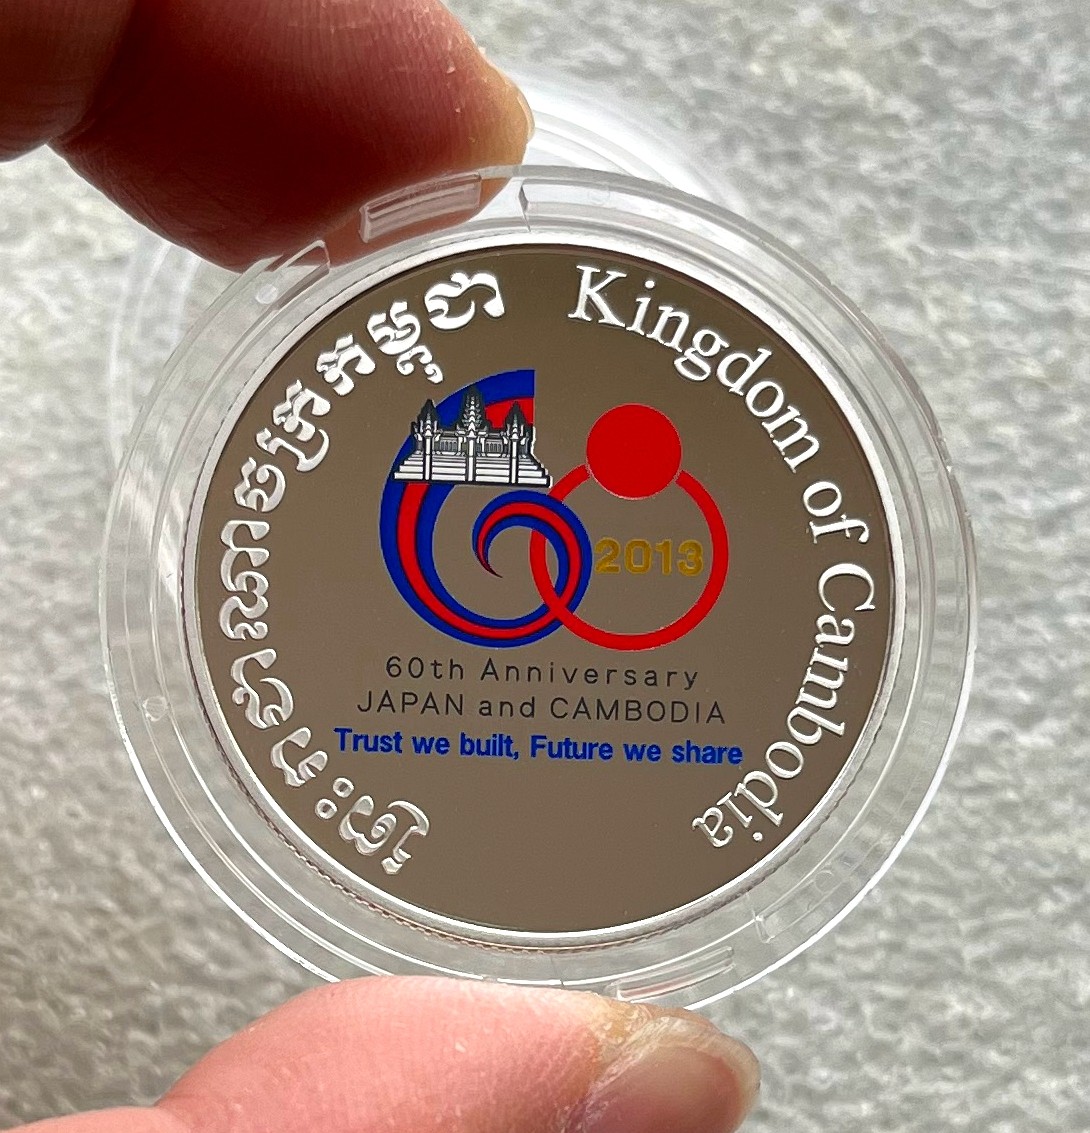 ព្រះរាជាណាចក្រកម្ពុជា
Kingdom of Cambodia
2013
60th Anniversary
JAPAN and CAMBODIA
Trust we built, Future we share